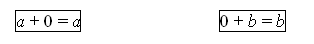 a + 0 = a
0 + b = b